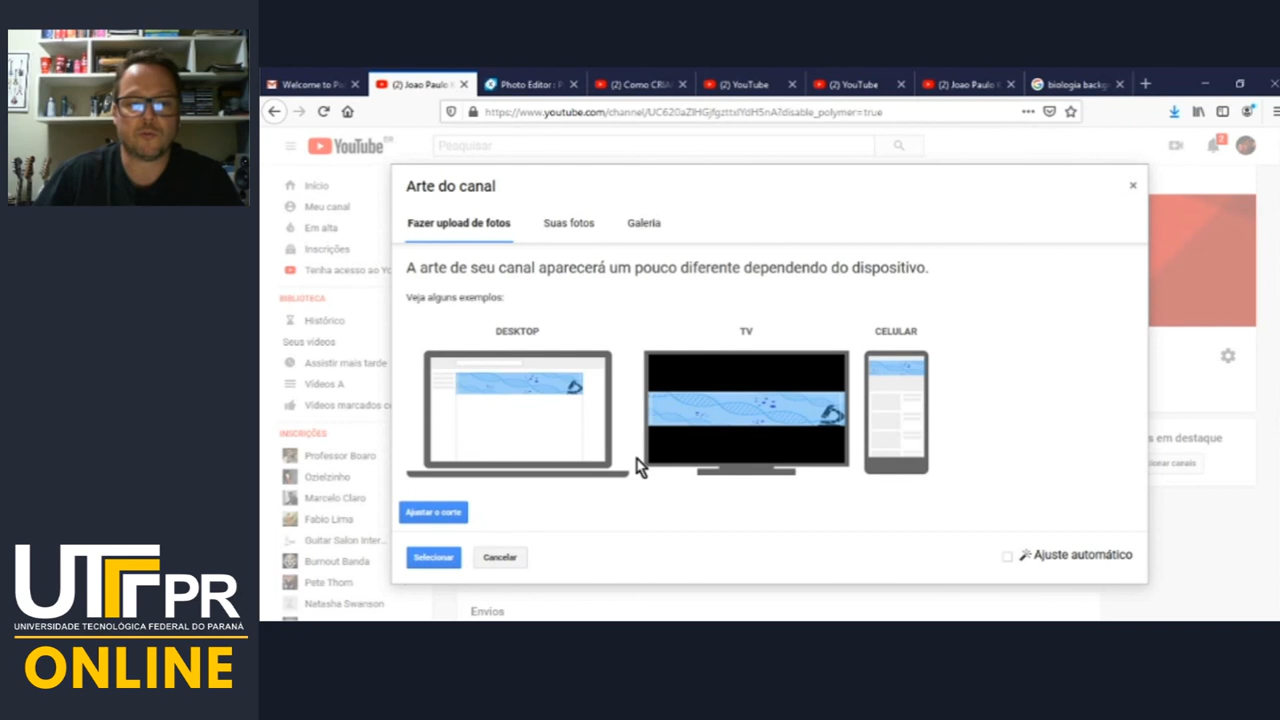 Welcome to P
(2) Joao Paulo
Photo Editor : P
(2) Como CRIA
(2) YouTube
(2) YouTube
(2) Joao Paulo
biologia backg
https://www.youtube.com/channel/
?disable_polymer=true
YouTube BR
Pesquisar
2
Início
Meu canal
Em alta
Inscrições
Tenha acesso ao Yo
BIBLIOTECA
Histórico
Seus vídeos
Assistir mais tarde
Vídeos A
Vídeos marcados c
INSCRIÇÕES
Professor Boaro
Ozielzinho
Marcelo Claro
Fabio Lima
Guitar Salon Inter...
Burnout Banda
Pete Thorn
Natasha Swanson
Arte do canal
Fazer upload de fotos
Suas fotos
Galeria
A arte de seu canal aparecerá um pouco diferente dependendo do dispositivo.
Veja alguns exemplos:
DESKTOP
TV
CELULAR
Ajustar o corte
Selecionar
Cancelar
Ajuste automático
s em destaque
ionar canais
Envios
UTFPR
UNIVERSIDADE TECNOLÓGICA FEDERAL DO PARANÁ
ONLINE